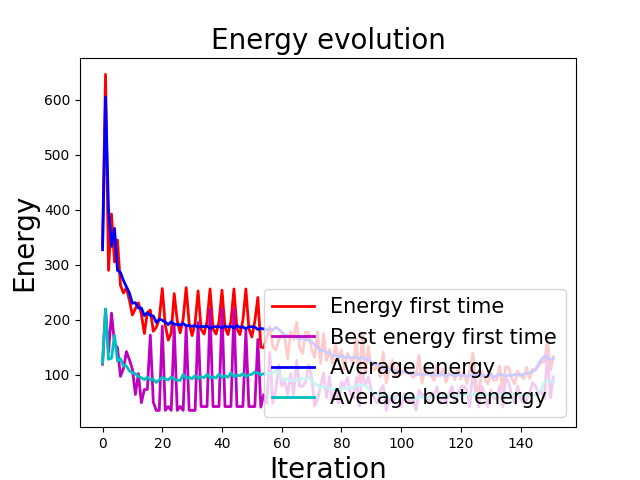 Energy evolution
Energy
600
500
400
300
200
100
0
20
40
60
80
100
120
140
Iteration
Energy first time
Best energy first time
Average energy
Average best energy